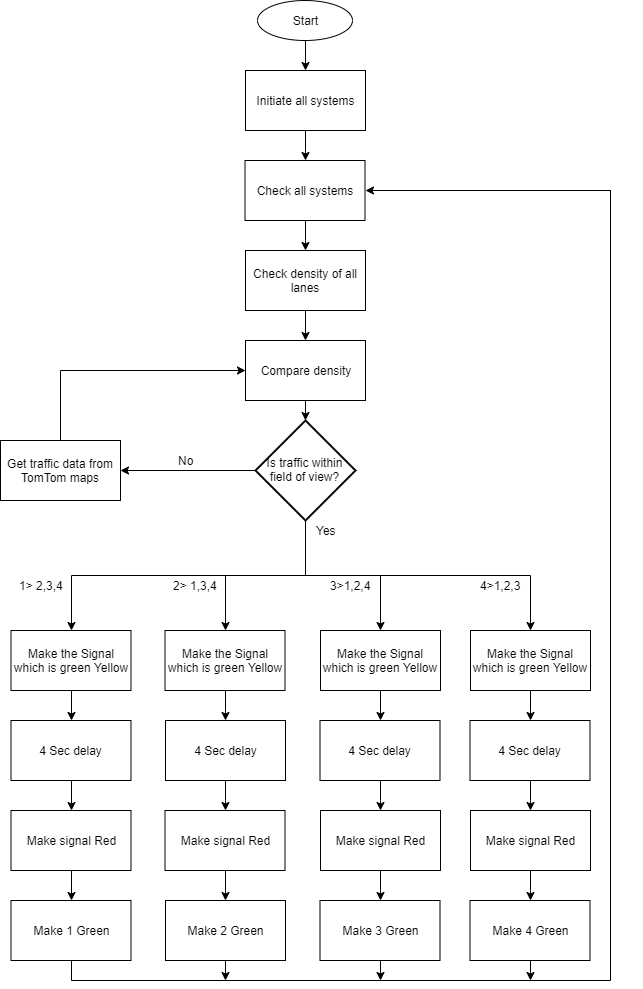 Start
Initiate all systems
Check all systems
Check density of all
lanes
Compare density
Is traffic within
field of view?
No
Get traffic data from
TomTom maps
Yes
1> 2,3,4
2> 1,3,4
3>1,2,4
4>1,2,3
Make the Signal
which is green Yellow
Make the Signal
which is green Yellow
Make the Signal
which is green Yellow
Make the Signal
which is green Yellow
4 Sec delay
4 Sec delay
4 Sec delay
4 Sec delay
Make signal Red
Make signal Red
Make signal Red
Make signal Red
Make 1 Green
Make 2 Green
Make 3 Green
Make 4 Green